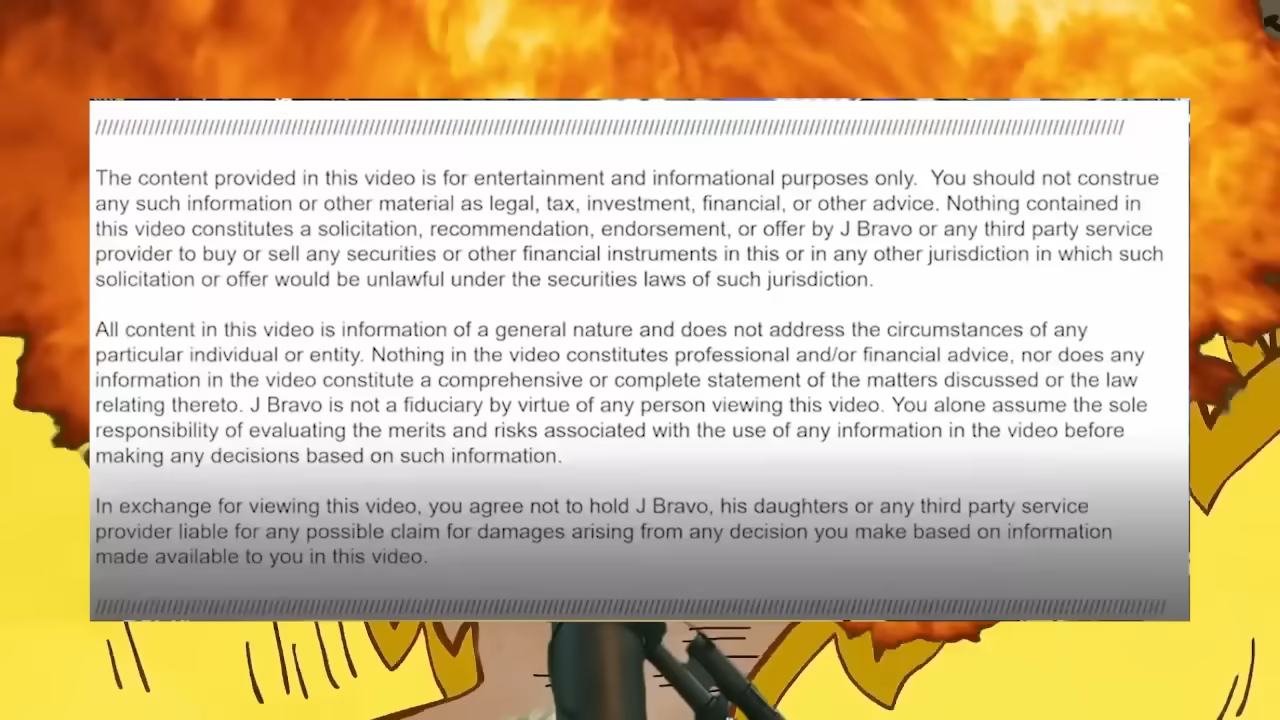 The content provided in this video is for entertainment and informational purposes only.  You should not construe
any such information or other material as legal, tax, investment, financial, or other advice. Nothing contained in
this video constitutes a solicitation, recommendation, endorsement, or offer by J Bravo or any third party service
provider to buy or sell any securities or other financial instruments in this or in any other jurisdiction in which such
solicitation or offer would be unlawful under the securities laws of such jurisdiction.
All content in this video is information of a general nature and does not address the circumstances of any
particular individual or entity. Nothing in the video constitutes professional and/or financial advice, nor does any
information in the video constitute a comprehensive or complete statement of the matters discussed or the law
relating thereto. J Bravo is not a fiduciary by virtue of any person viewing this video. You alone assume the sole
responsibility of evaluating the merits and risks associated with the use of any information in the video before
making any decisions based on such information.
In exchange for viewing this video, you agree not to hold J Bravo, his daughters or any third party service
provider liable for any possible claim for damages arising from any decision you make based on information
made available to you in this video.